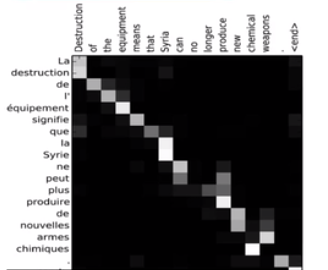 Destruction
of
the
equipment
means
that
Syria
can
no
longer
produce
new
chemical
weapons
.
<end>
La
destruction
de
l'
équipement
signifie
que
la
Syrie
ne
peut
plus
produire
de
nouvelles
armes
chimiques
.